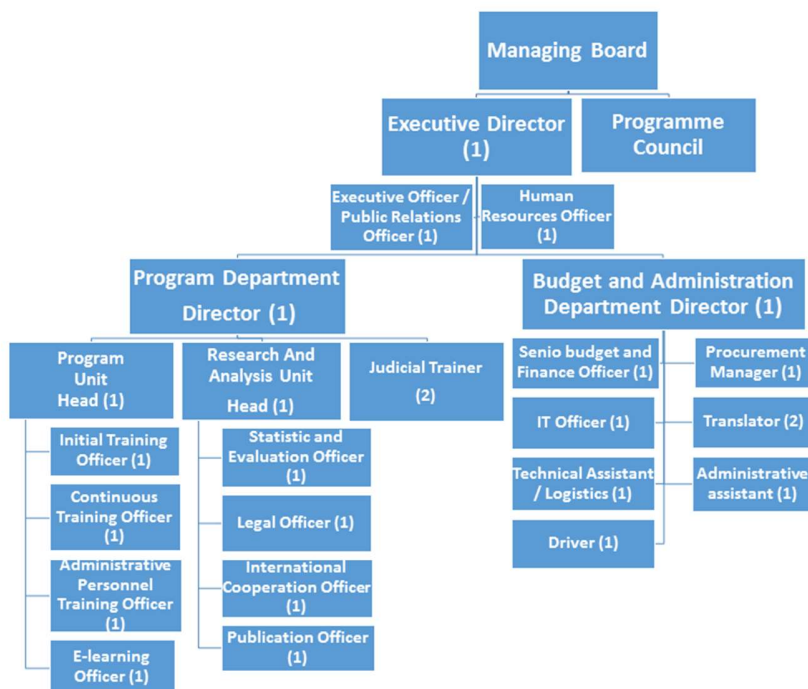 Managing Board
Executive Director
(1)
Programme
Council
Executive Officer /
Public Relations
Officer (1)
Human
Resources Officer
(1)
Program Department
Director (1)
Budget and Administration
Department Director (1)
Program
Unit
Head (1)
Research And
Analysis Unit
Head (1)
Judicial Trainer
(2)
Initial Training
Officer (1)
Continuous
Training Officer
(1)
Administrative
Personnel
Training Officer
(1)
E-learning
Officer (1)
Statistic and
Evaluation Officer
(1)
Legal Officer (1)
International
Cooperation Officer
(1)
Publication Officer
(1)
Senio budget and
Finance Officer (1)
Procurement
Manager (1)
IT Officer (1)
Translator (2)
Technical Assistant
/ Logistics (1)
Administrative
assistant (1)
Driver (1)